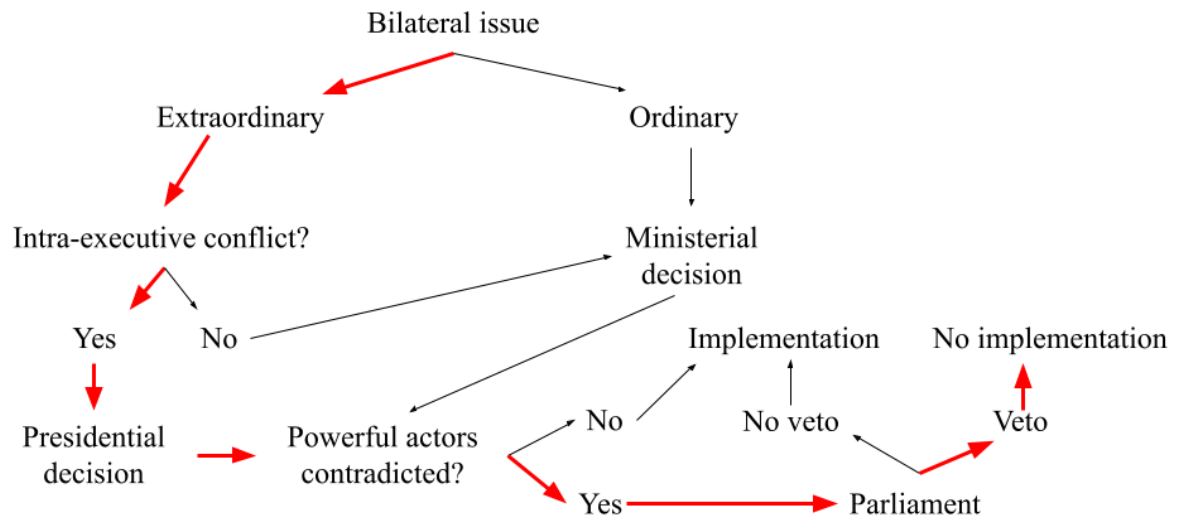 Bilateral issue
Extraordinary
Ordinary
Intra-executive conflict?
Ministerial
decision
Yes
No
Implementation
No implementation
Presidential
decision
Powerful actors
contradicted?
No
No veto
Veto
Yes
Parliament